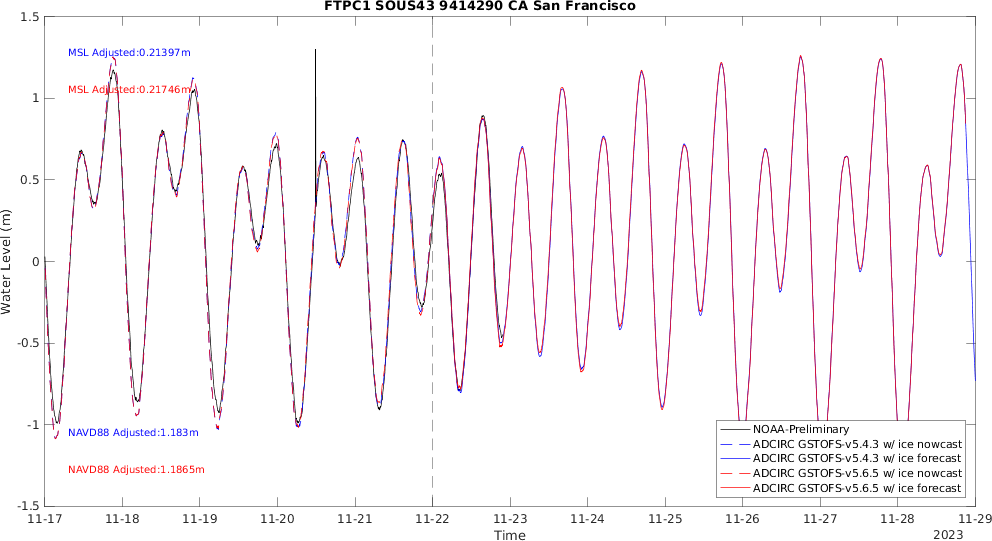 FTPC1 SOUS43 9414290 CA San Francisco
1.5
1
0.5
0
-0.5
-1
-1.5
Water Level (m)
MSL Adjusted:0.21397m
MSL Adjusted:0.21746m
NAVD88 Adjusted:1.183m
NAVD88 Adjusted:1.1865m
NOAA-Preliminary
ADCIRC GSTOFS-v5.4.3 w/ ice nowcast
ADCIRC GSTOFS-v5.4.3 w/ ice forecast
ADCIRC GSTOFS-v5.6.5 w/ ice nowcast
ADCIRC GSTOFS-v5.6.5 w/ ice forecast
11-17 11-18 11-19 11-20 11-21 11-22 11-23 11-24 11-25 11-26 11-27 11-28 11-29
Time
2023